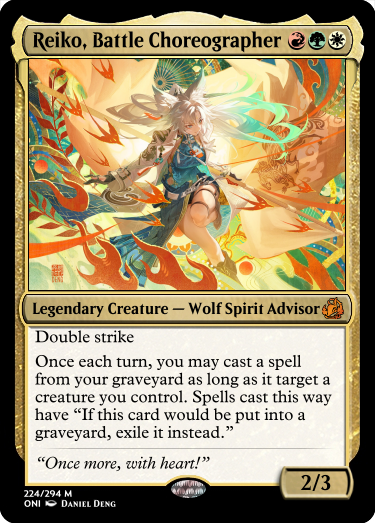 Reiko, Battle Choreographer
Legendary Creature — Wolf Spirit Advisor
Double strike
Once each turn, you may cast a spell
from your graveyard as long as it target a
creature you control. Spells cast this way
have “If this card would be put into a
graveyard, exile it instead.”
“Once more, with heart!”
2/3
224/294 M
ONI Daniel Deng